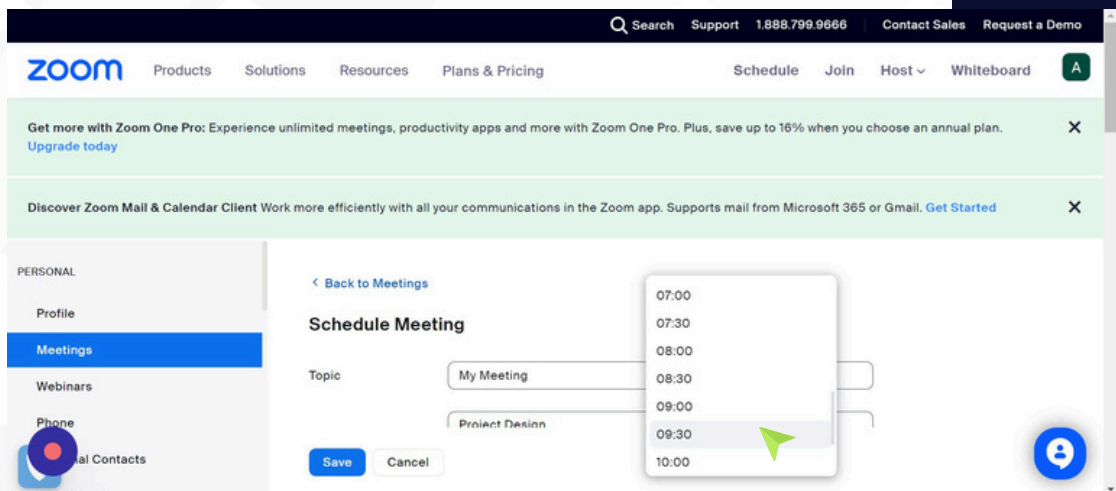 Search Support 1.888.799.9666 Contact Sales Request a Demo
zoom Products Solutions Resources Plans & Pricing Schedule Join Host Whiteboard A
Get more with Zoom One Pro: Experience unlimited meetings, productivity apps and more with Zoom One Pro. Plus, save up to 16% when you choose an annual plan.
Upgrade today
Discover Zoom Mail & Calendar Client Work more efficiently with all your communications in the Zoom app. Supports mail from Microsoft 365 or Gmail. Get Started
PERSONAL
Profile
Meetings
Webinars
Phone
al Contacts
Back to Meetings
Schedule Meeting
Topic
My Meeting
Project Design
Save Cancel
07:00
07:30
08:00
08:30
09:00
09:30
10:00